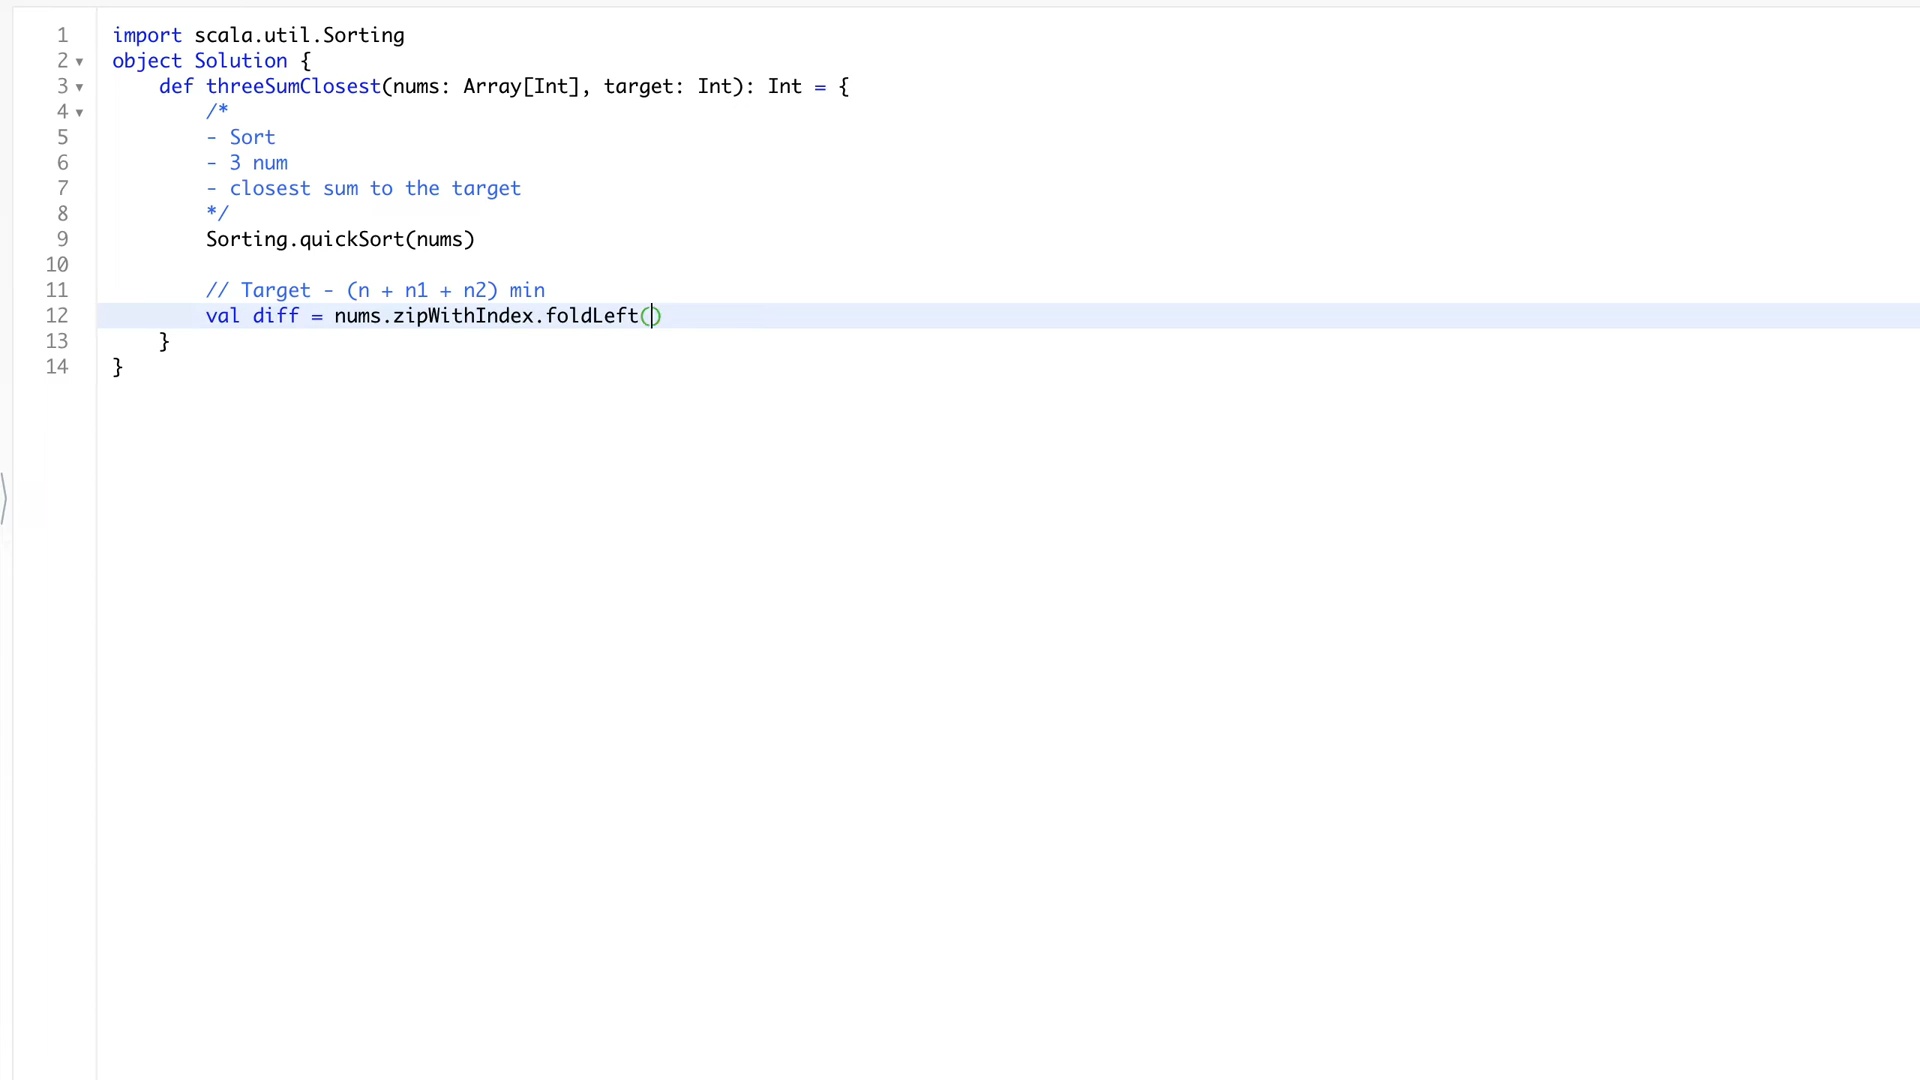 1 import scala.util.Sorting
2 object Solution {
3 def threeSumClosest(nums: Array[Int], target: Int): Int = {
4 /*
5 - Sort
6 - 3 num
7 - closest sum to the target
8 */
9 Sorting.quickSort(nums)
10
11 // Target - (n + n1 + n2) min
12 val diff = nums.zipWithIndex.foldLeft()
13 }
14 }